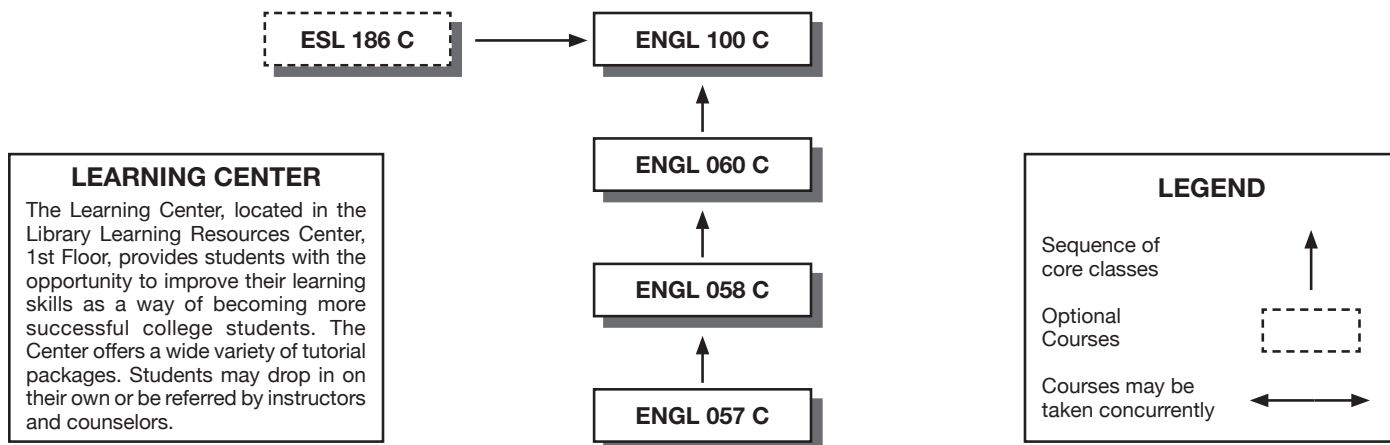 ESL 186 C
ENGL 100 C
ENGL 060 C
ENGL 058 C
ENGL 057 C
LEARNING CENTER
The Learning Center, located in the
Library Learning Resources Center,
1st Floor, provides students with the
opportunity to improve their learning
skills as a way of becoming more
successful college students. The
Center offers a wide variety of tutorial
packages. Students may drop in on
their own or be referred by instructors
and counselors.
LEGEND
Sequence of
core classes
Optional
Courses
Courses may be
taken concurrently